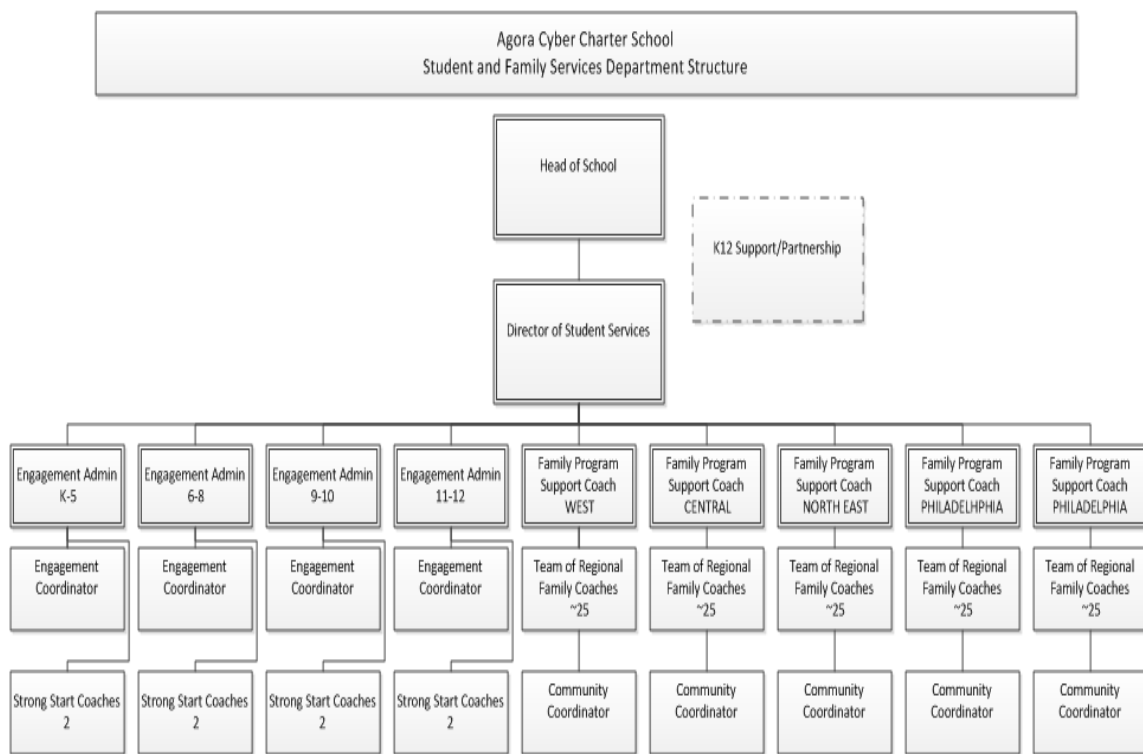 Agora Cyber Charter School
Student and Family Services Department Structure
Head of School
K12 Support/Partnership
Director of Student Services
Engagement Admin
K-5
Engagement Admin
6-8
Engagement Admin
9-10
Engagement Admin
11-12
Family Program
Support Coach
WEST
Family Program
Support Coach
CENTRAL
Family Program
Support Coach
NORTH EAST
Family Program
Support Coach
PHILADELHPHIA
Family Program
Support Coach
PHILADELPHIA
Engagement
Coordinator
Engagement
Coordinator
Engagement
Coordinator
Engagement
Coordinator
Team of Regional
Family Coaches
~25
Team of Regional
Family Coaches
~25
Team of Regional
Family Coaches
~25
Team of Regional
Family Coaches
~25
Team of Regional
Family Coaches
~25
Strong Start Coaches
2
Strong Start Coaches
2
Strong Start Coaches
2
Strong Start Coaches
2
Community
Coordinator
Community
Coordinator
Community
Coordinator
Community
Coordinator
Community
Coordinator